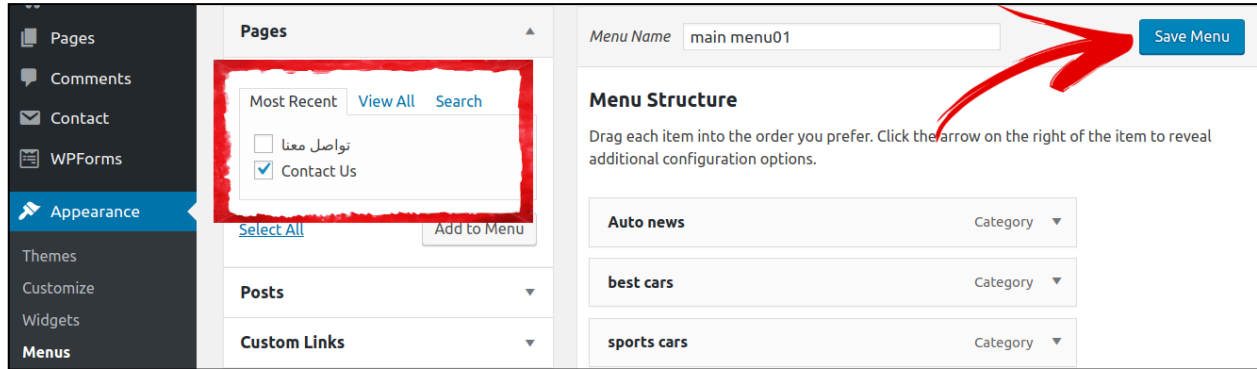 Pages
Comments
Contact
WPForms
Appearance
Themes
Customize
Widgets
Menus
Pages
Most Recent View All Search
تواصل معنا
Contact Us
Select All Add to Menu
Posts
Custom Links
Menu Name main menu01 Save Menu
Menu Structure
Drag each item into the order you prefer. Click the arrow on the right of the item to reveal
additional configuration options.
Auto news Category
best cars Category
sports cars Category